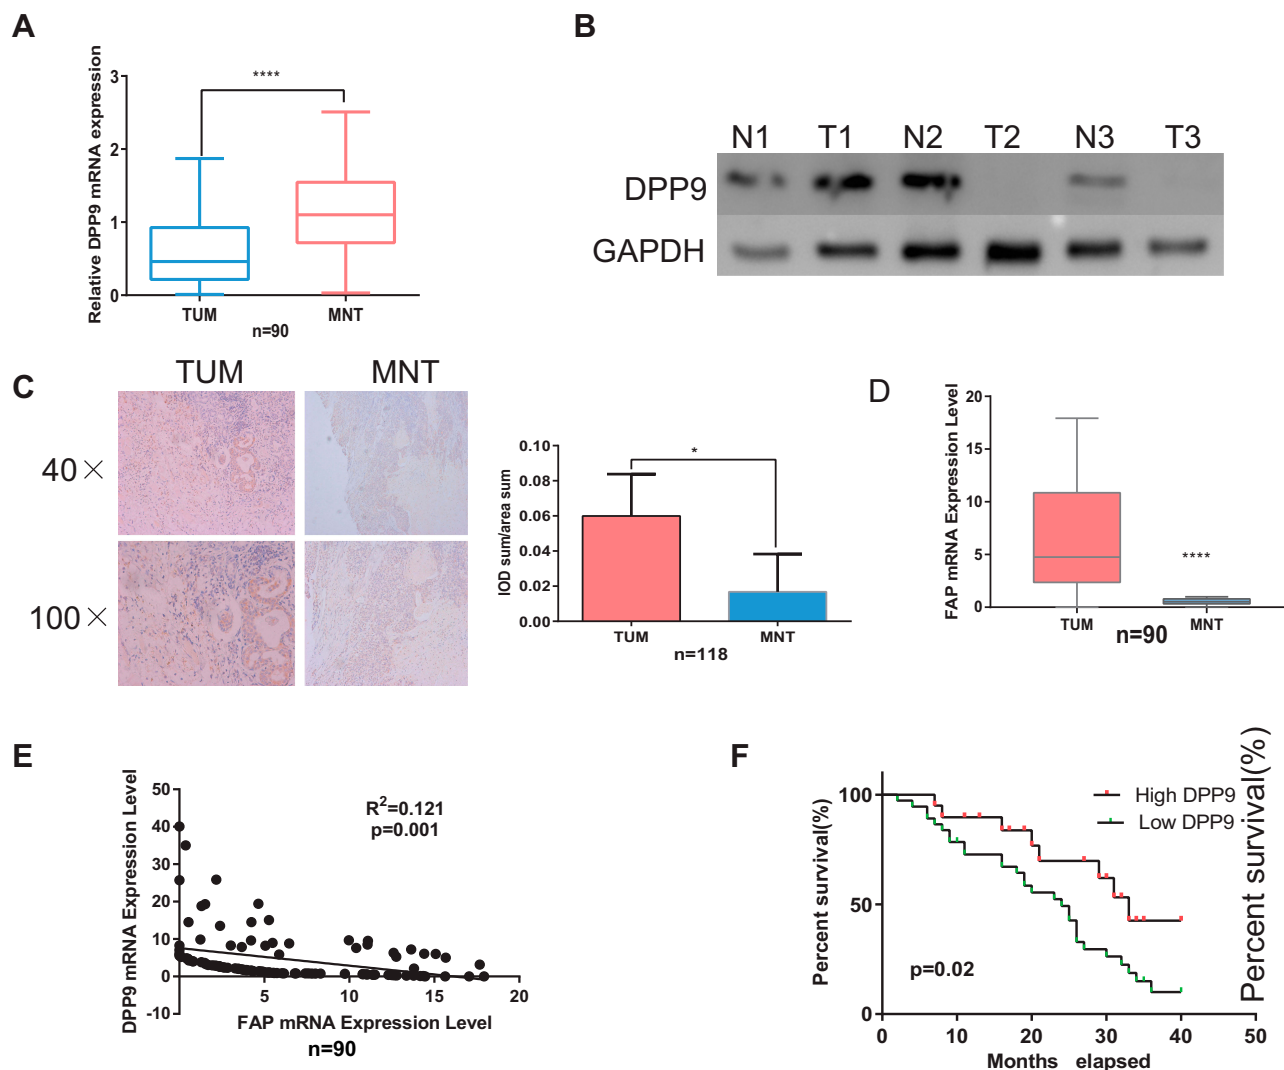 A
Relative DPP9 mRNA expression
3
2
1
0
****
TUM
MNT
n=90
B
N1 T1 N2 T2 N3 T3
DPP9
GAPDH
C
TUM MNT
40×
100×
IOD sum/area sum
0.10
0.08
0.06
0.04
0.02
0.00
*
TUM
MNT
n=118
D
FAP mRNA Expression Level
20
15
10
5
0
****
TUM
MNT
n=90
E
DPP9 mRNA Expression Level
50
40
30
20
10
0
-10
R2=0.121
p=0.001
5 10 15 20
FAP mRNA Expression Level
n=90
F
Percent survival(%)
100
50
0
High DPP9
Low DPP9
p=0.02
0 10 20 30 40 50
Months elapsed
Percent survival(%)